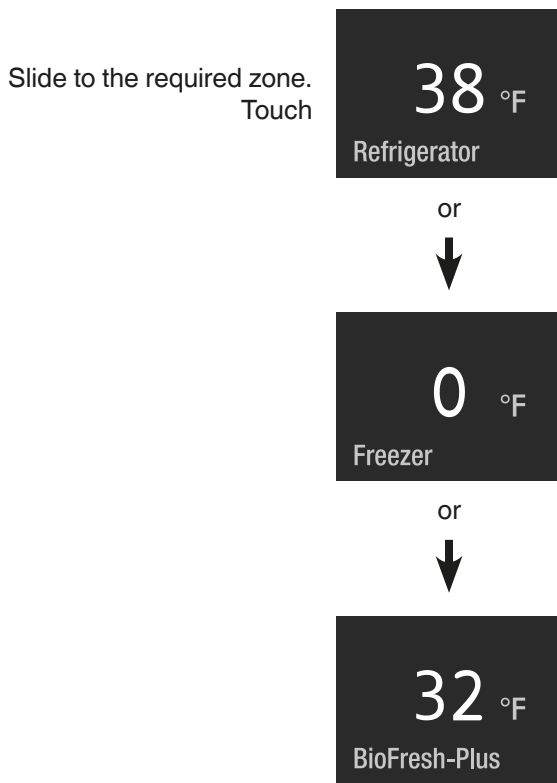 Slide to the required zone.
Touch
38 °F
Refrigerator
or
0 °F
Freezer
or
32 °F
BioFresh-Plus